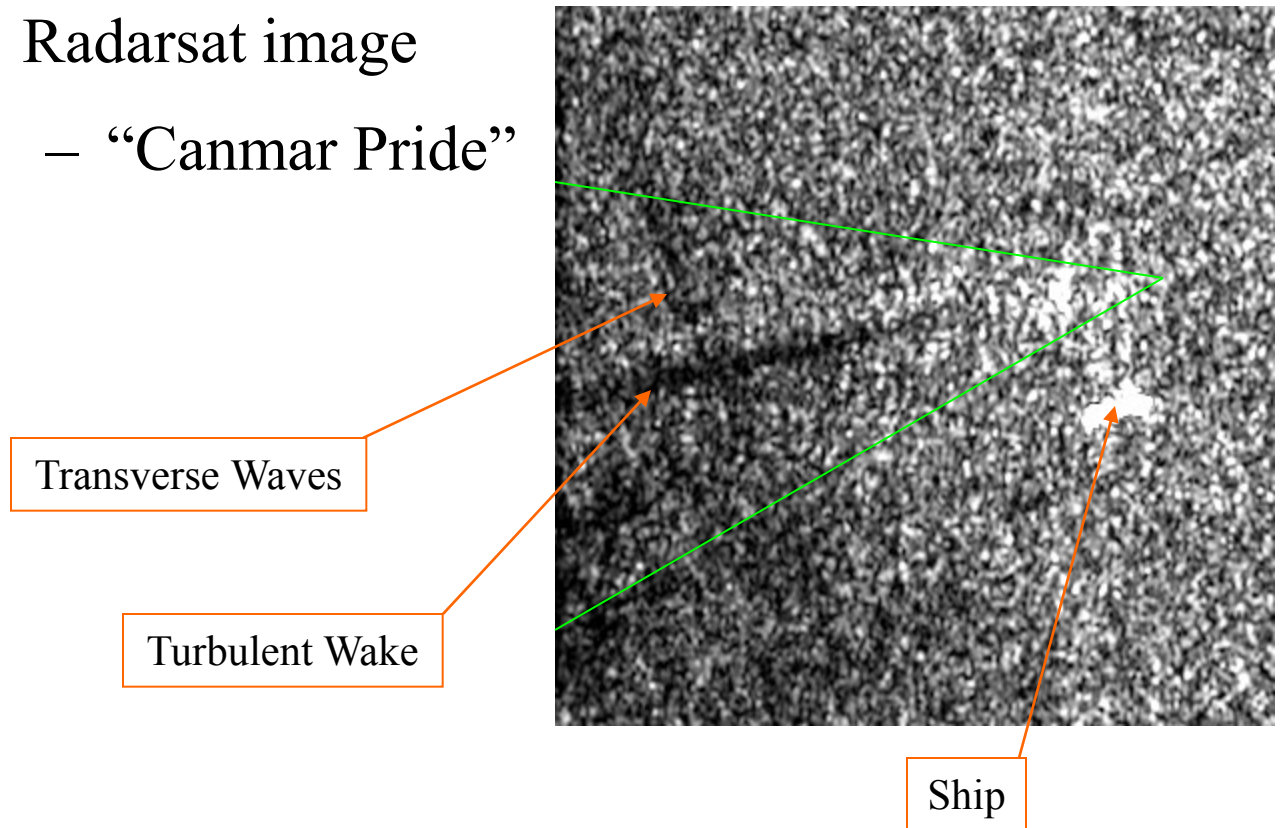 Radarsat image
– “Canmar Pride”
Transverse Waves
Turbulent Wake
Ship